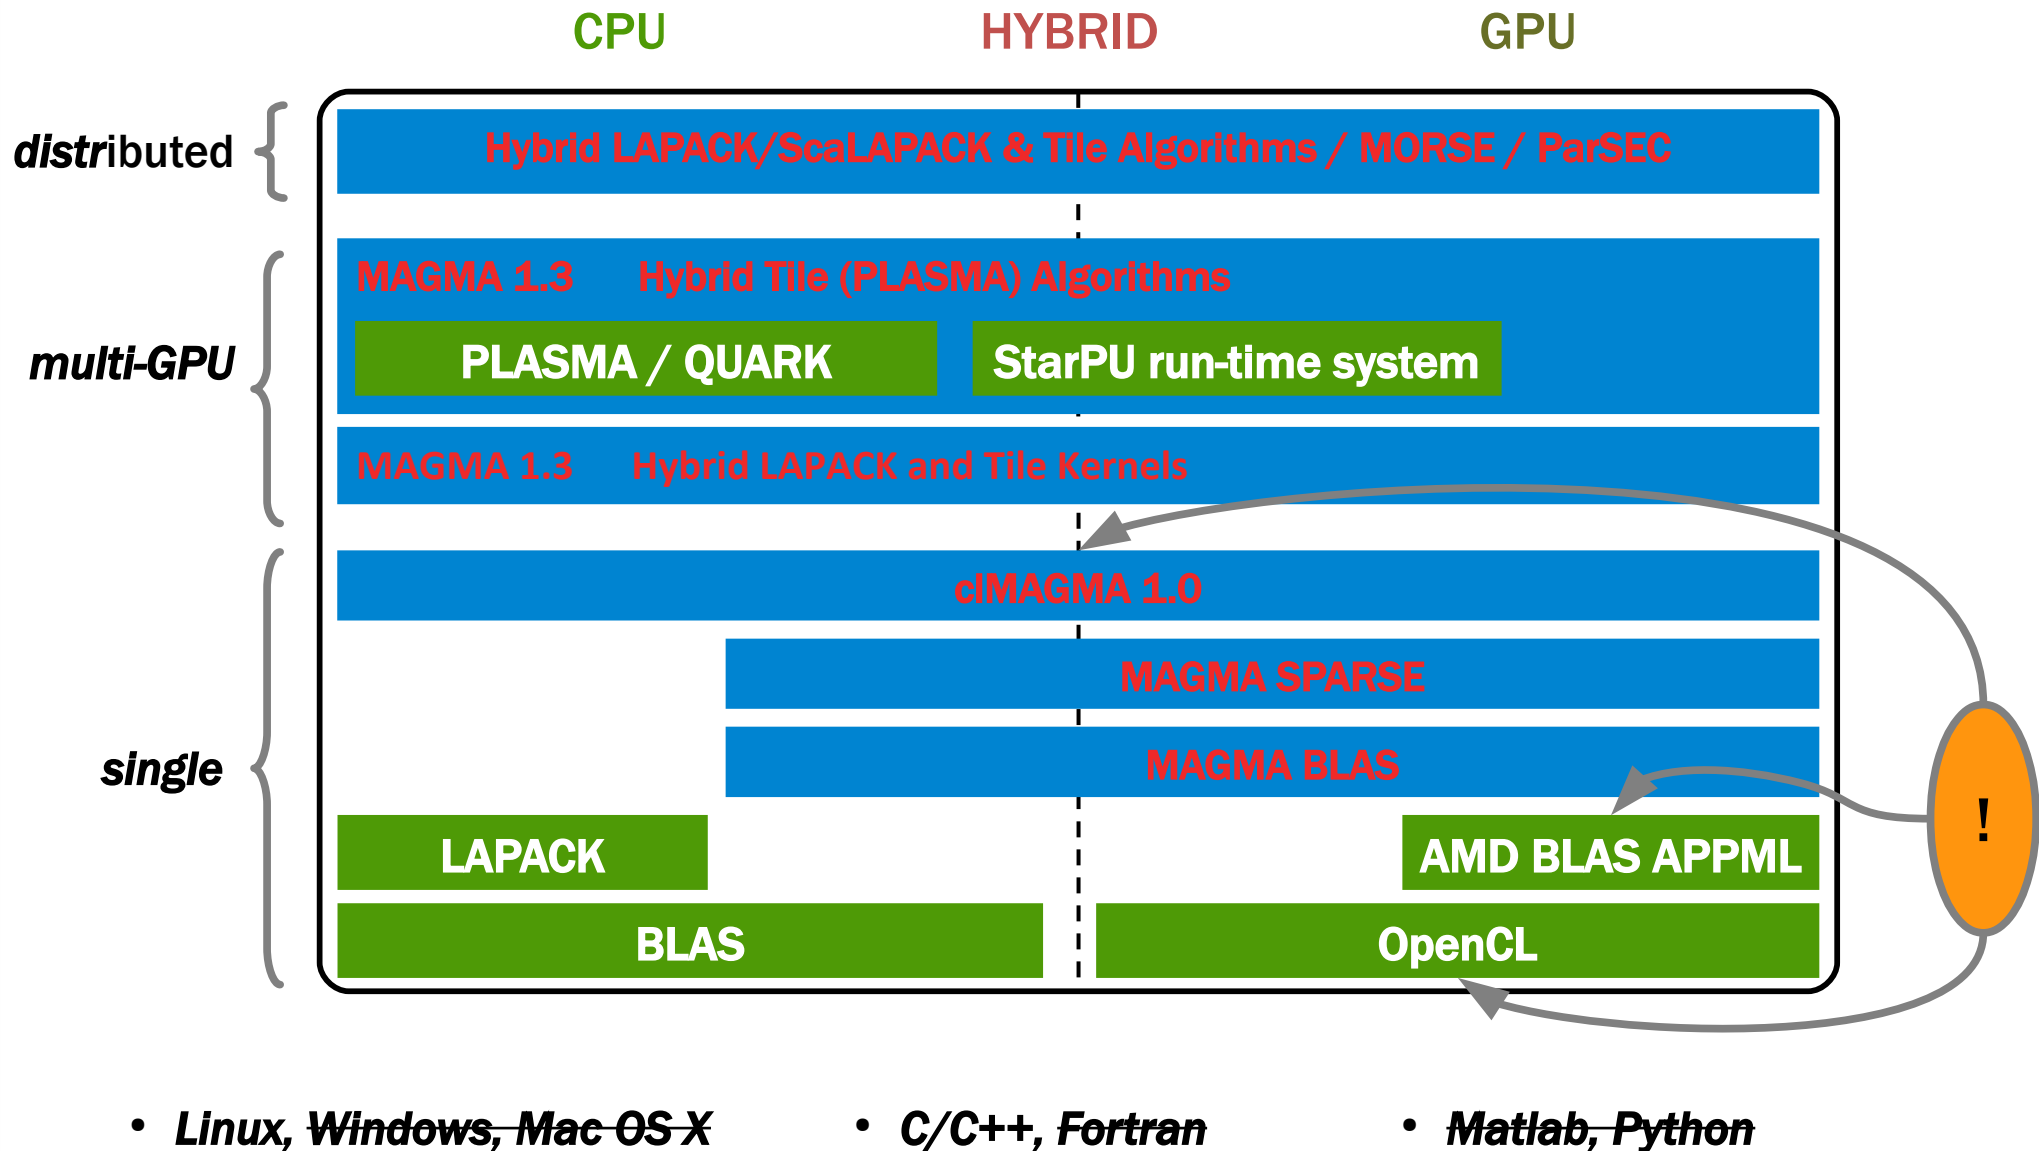 CPU HYBRID GPU
distributed
Hybrid LAPACK/ScaLAPACK & Tile Algorithms / MORSE / ParSEC
MAGMA 1.3 Hybrid Tile (PLASMA) Algorithms
multi-GPU
PLASMA / QUARK
StarPU run-time system
MAGMA 1.3 Hybrid LAPACK and Tile Kernels
clMAGMA 1.0
MAGMA SPARSE
single
MAGMA BLAS
!
LAPACK
AMD BLAS APPML
BLAS
OpenCL
• Linux, Windows, Mac OS X
• C/C++, Fortran
• Matlab, Python